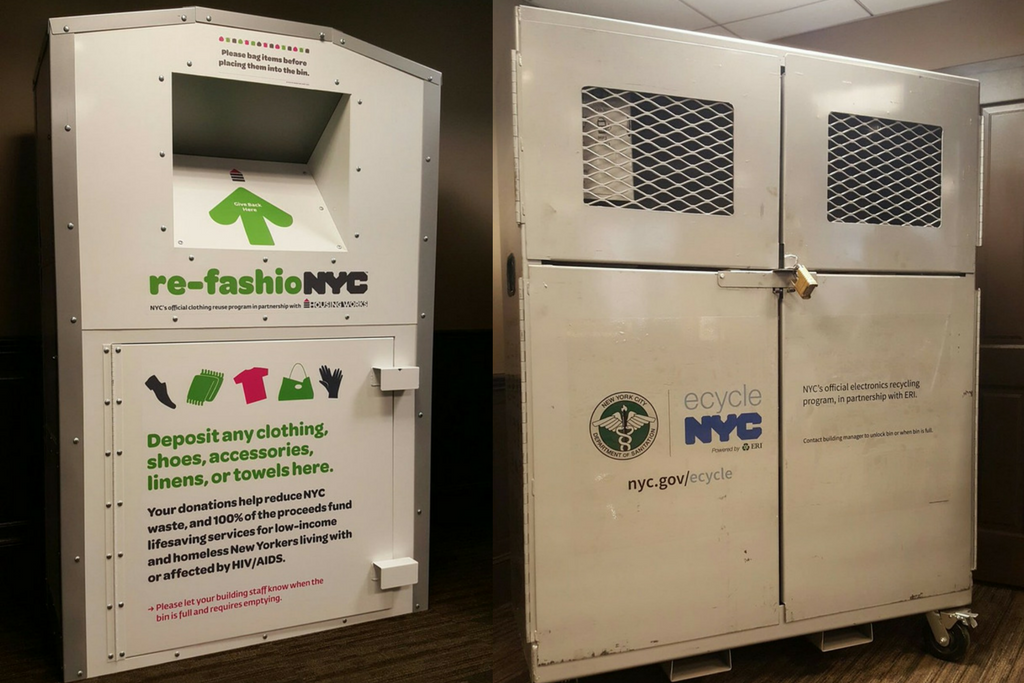 Please bag items before
placing them into the bin.
Give Back
Here
re-fashioNYC
NYC's official clothing reuse program in partnership with HOUSING WORKS
Deposit any clothing,
shoes, accessories,
linens, or towels here.
Your donations help reduce NYC
waste, and 100% of the proceeds fund
lifesaving services for low-income
and homeless New Yorkers living with
or affected by HIV/AIDS.
→ Please let your building staff know when the
bin is full and requires emptying.
NEW YORK CITY
DEPARTMENT OF SANITATION
ecycle
NYC
Powered by ERI
nyc.gov/ecycle
NYC's official electronics recycling
program, in partnership with ERI.
Contact building manager to unlock bin or when bin is full.